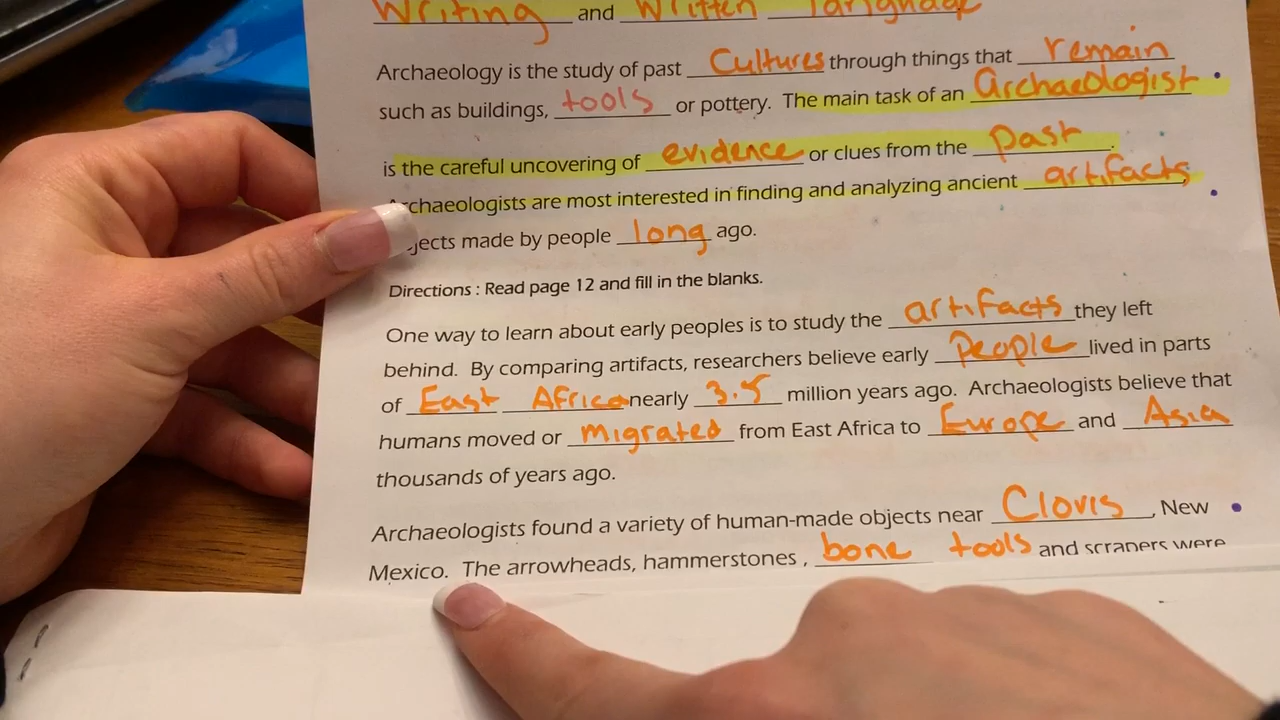 Writing and Written language
Archaeology is the study of past Cultures through things that remain
such as buildings, tools or pottery. The main task of an Archaeologist
is the careful uncovering of evidence or clues from the past.
Archaeologists are most interested in finding and analyzing ancient artifacts,
jects made by people long ago.
Directions : Read page 12 and fill in the blanks.
One way to learn about early peoples is to study the artifacts they left
behind. By comparing artifacts, researchers believe early People lived in parts
of East Africa nearly 3.5 million years ago. Archaeologists believe that
humans moved or Migrated from East Africa to Europe and Asia
thousands of years ago.
Archaeologists found a variety of human-made objects near Clovis, New
Mexico. The arrowheads, hammerstones, bone tools and scrapers were